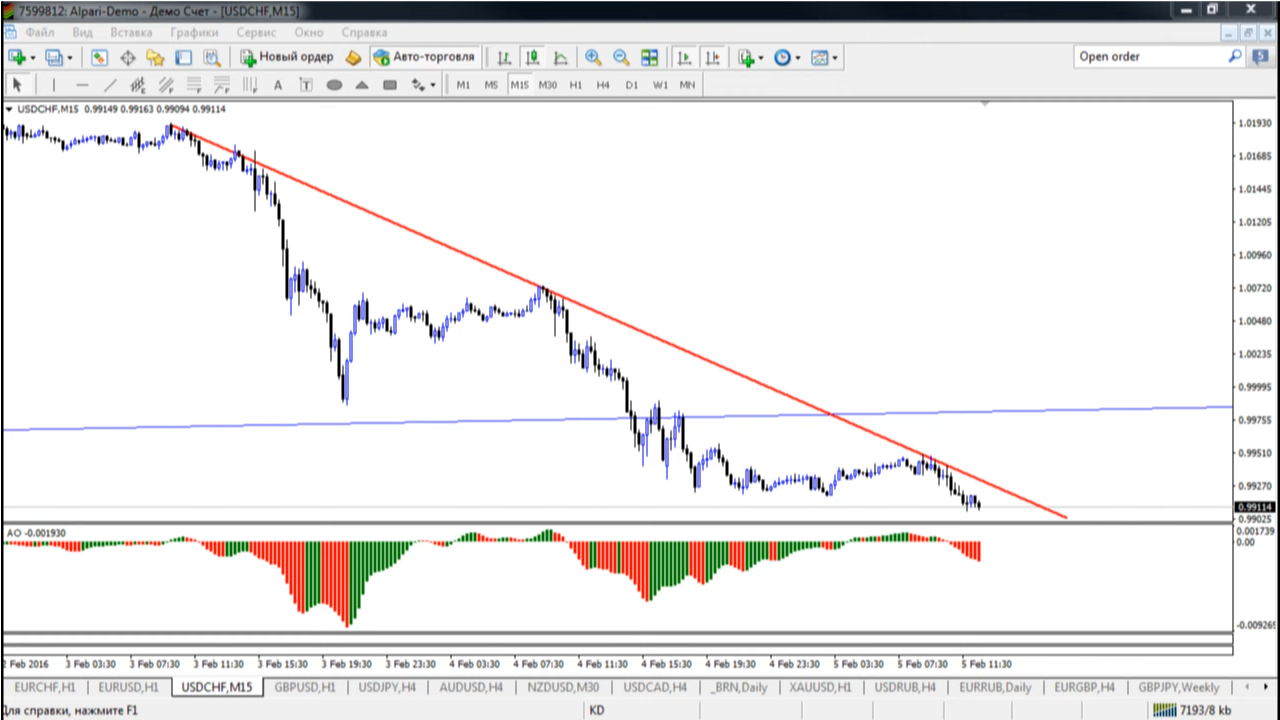 7599812: Alpari-Demo - Демо Счет - [USDCHF,M15]
Файл Вид Вставка Графики Сервис Окно Справка
Новый ордер Авто-торговля Open order 5
A T M1 M5 M15 M30 H1 H4 D1 W1 MN
USDCHF,M15 0.99149 0.99163 0.99094 0.99114
1.01930
1.01685
1.01445
1.01205
1.00960
1.00720
1.00480
1.00235
0.99995
0.99755
0.99510
0.99270
0.99114
0.99025
AO -0.001930
0.001739
0.00
-0.009269
2 Feb 2016 3 Feb 03:30 3 Feb 07:30 3 Feb 11:30 3 Feb 15:30 3 Feb 19:30 3 Feb 23:30 4 Feb 03:30 4 Feb 07:30 4 Feb 11:30 4 Feb 15:30 4 Feb 19:30 4 Feb 23:30 5 Feb 03:30 5 Feb 07:30 5 Feb 11:30
EURCHF,H1 EURUSD,H1 USDCHF,M15 GBPUSD,H1 USDJPY,H4 AUDUSD,H4 NZDUSD,M30 USDCAD,H4 _BRN,Daily XAUUSD,H1 USDRUB,H4 EURRUB,Daily EURGBP,H4 GBPJPY,Weekly
Для справки, нажмите F1 KD 7193/8 kb